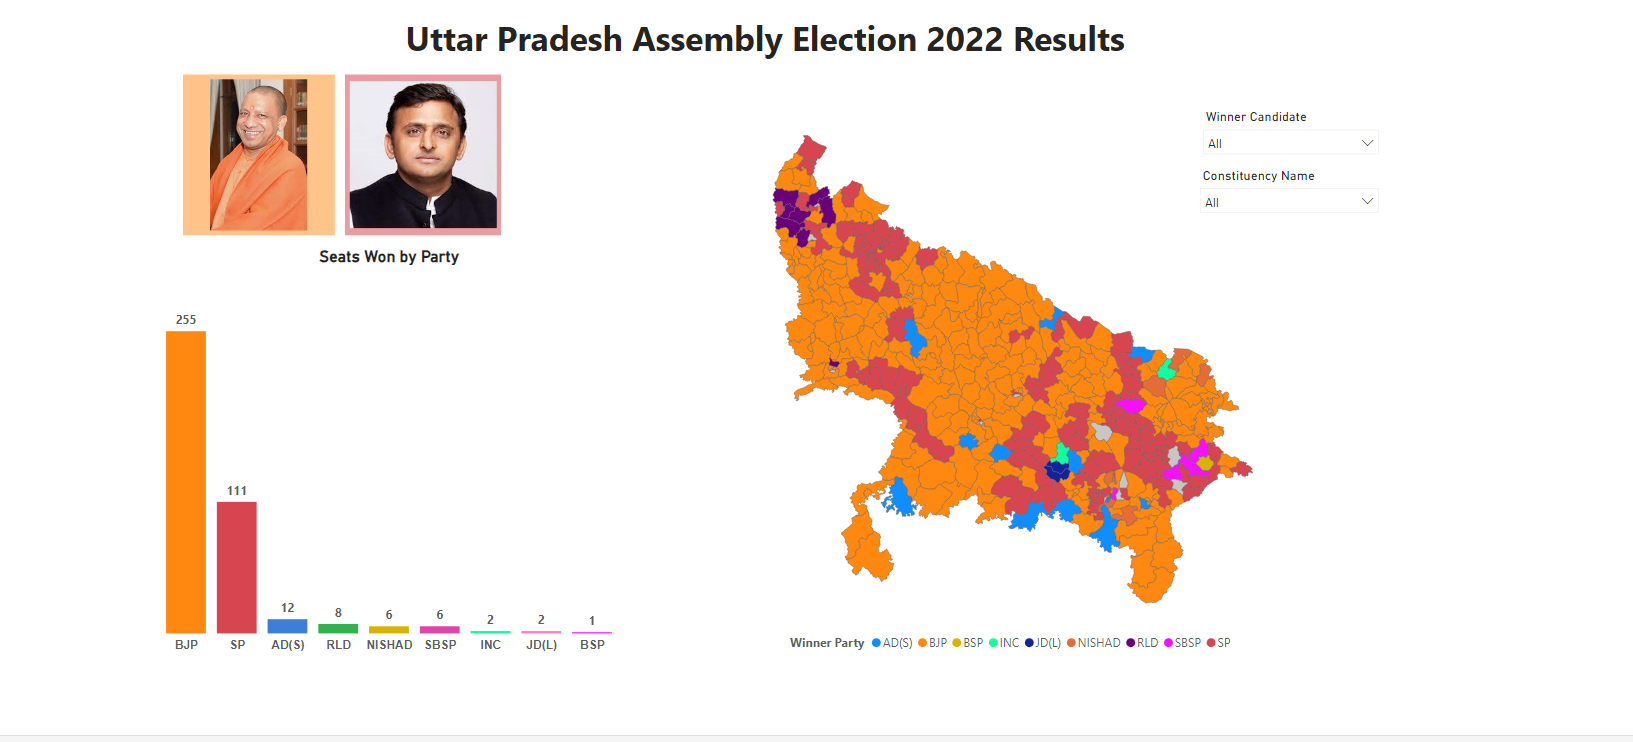 Uttar Pradesh Assembly Election 2022 Results
Seats Won by Party
255
111
12
8
6
6
2
2
1
BJP SP AD(S) RLD NISHAD SBSP INC JD(L) BSP
Winner Candidate
All
Constituency Name
All
Winner Party AD(S) BJP BSP INC JD(L) NISHAD RLD SBSP SP